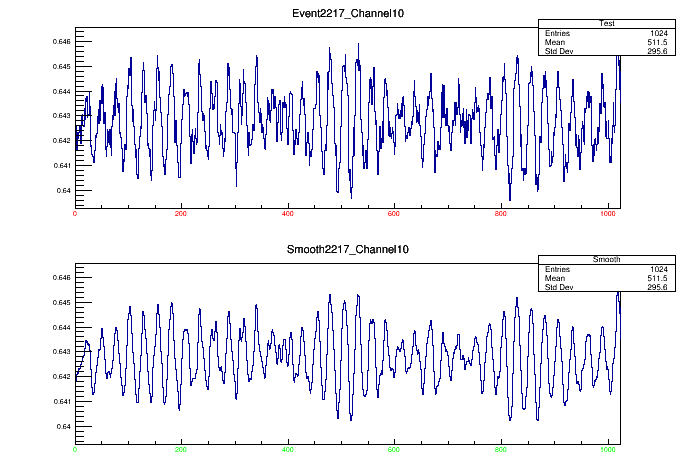 Event2217_Channel10
Test
Entries 1024
Mean 511.5
Std Dev 295.6
0.646
0.645
0.644
0.643
0.642
0.641
0.64
0 200 400 600 800 1000
Smooth2217_Channel10
Smooth
Entries 1024
Mean 511.5
Std Dev 295.6
0.646
0.645
0.644
0.643
0.642
0.641
0.64
0 200 400 600 800 1000